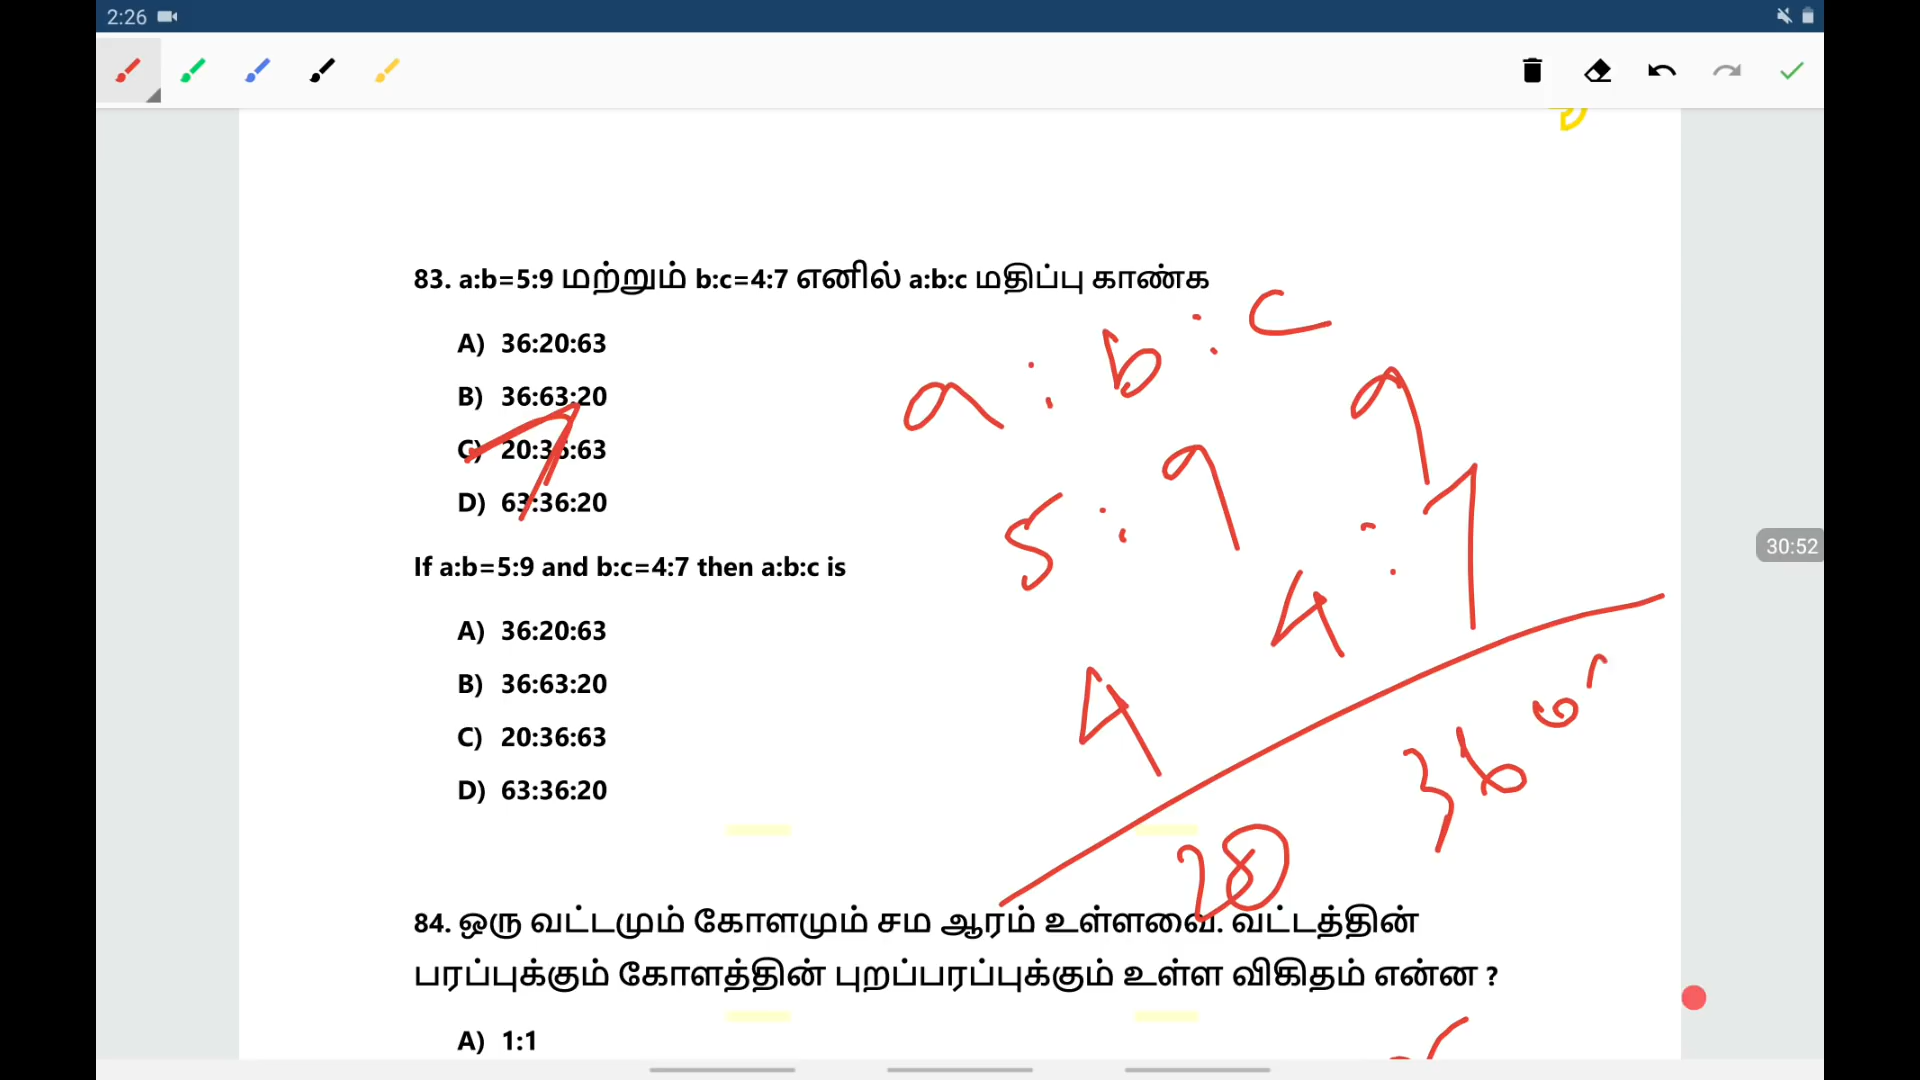 2:26
83. a:b=5:9 மற்றும் b:c=4:7 எனில் a:b:c மதிப்பு காண்க
A) 36:20:63
B) 36:63:20
C) 20:36:63
D) 63:36:20
a : b : c
5 : 9
9
4 : 7
4
36
If a:b=5:9 and b:c=4:7 then a:b:c is
A) 36:20:63
B) 36:63:20
C) 20:36:63
D) 63:36:20
30:52
84. ஒரு வட்டமும் கோளமும் சம ஆரம் உள்ளவை. வட்டத்தின்
பரப்புக்கும் கோளத்தின் புறப்பரப்புக்கும் உள்ள விகிதம் என்ன ?
A) 1:1